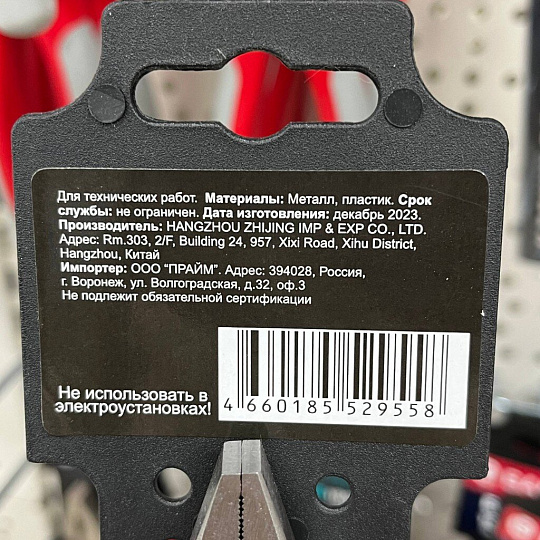 Для технических работ. Материалы: Металл, пластик. Срок
службы: не ограничен. Дата изготовления: декабрь 2023.
Производитель: HANGZHOU ZHIJING IMP & EXP CO., LTD.
Адрес: Rm.303, 2/F, Building 24, 957, Xixi Road, Xihu District,
Hangzhou, Китай
Импортер: ООО "ПРАЙМ". Адрес: 394028, Россия,
г. Воронеж, ул. Волгоградская, д.32, оф.3
Не подлежит обязательной сертификации
Не использовать в
электроустановках!
4 660185 529558